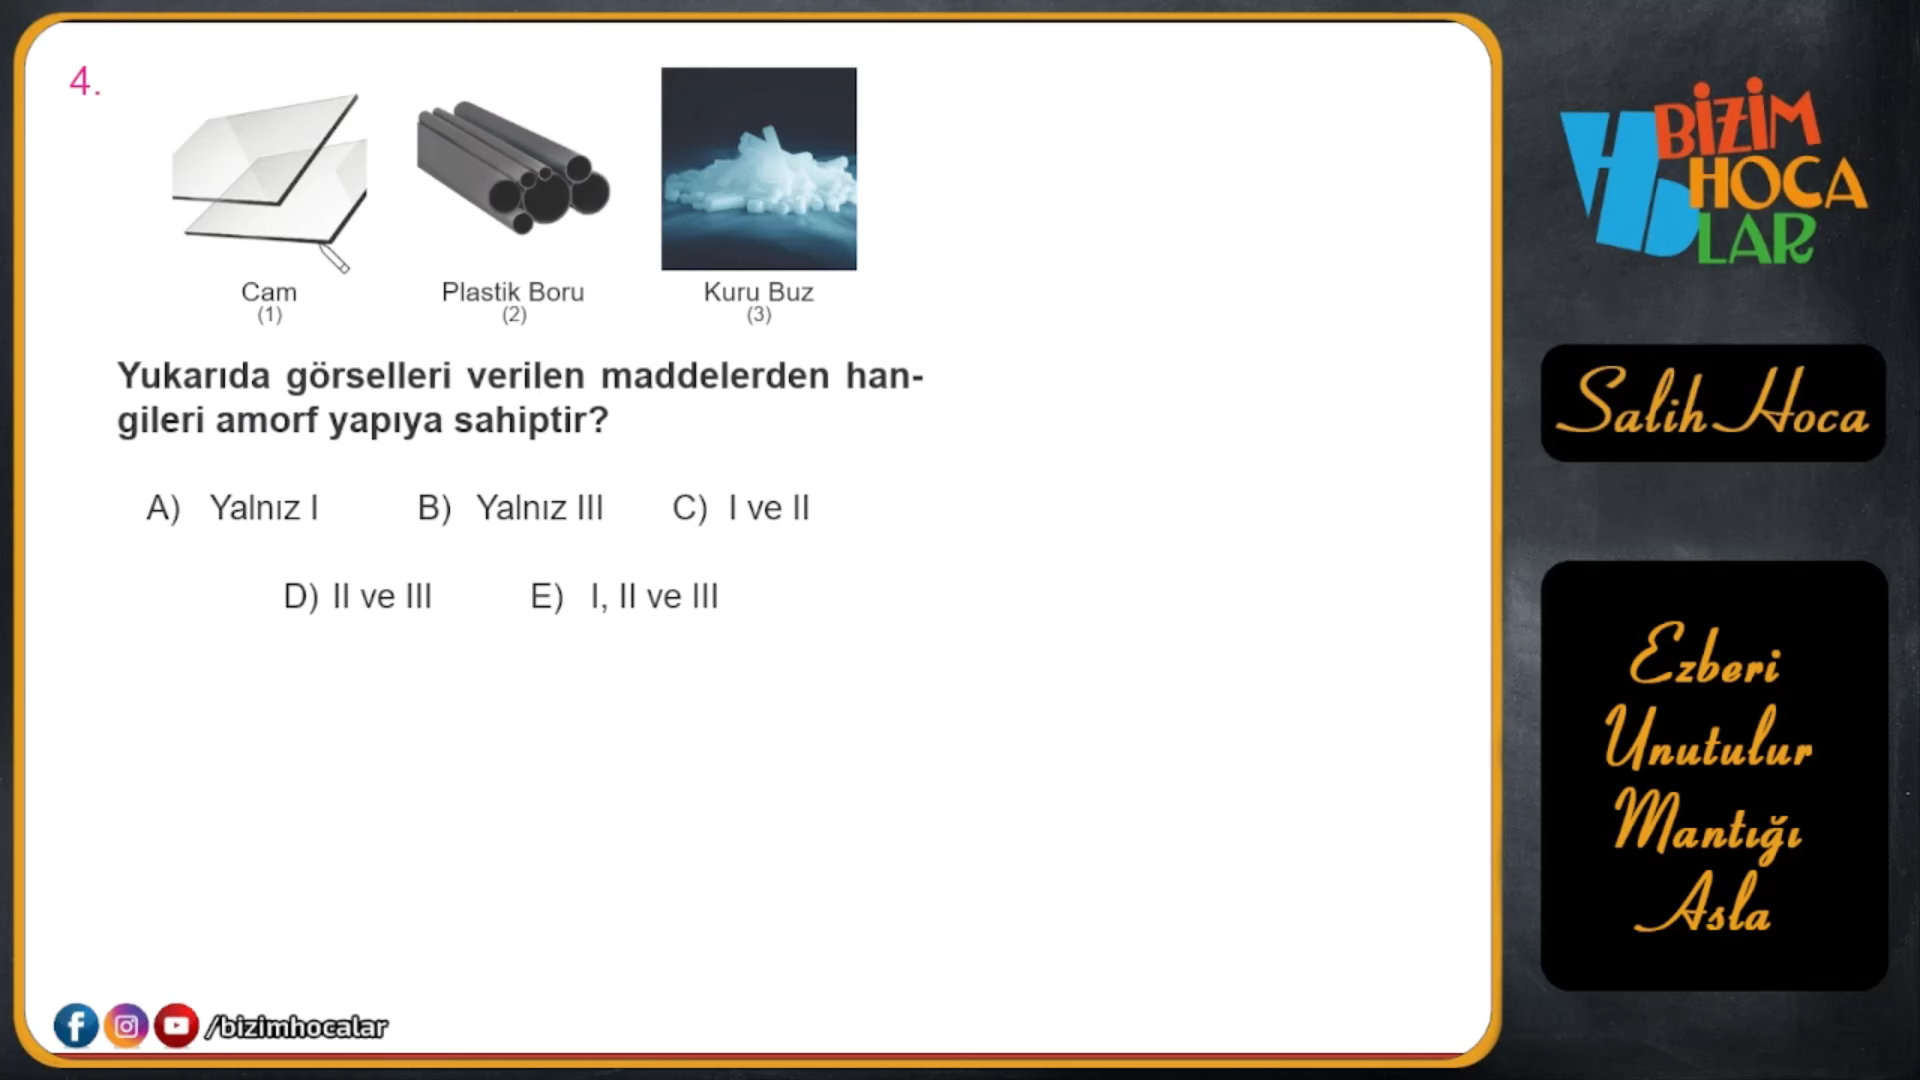 4.
Cam
(1)
Plastik Boru
(2)
Kuru Buz
(3)
Yukarıda görselleri verilen maddelerden han-
gileri amorf yapıya sahiptir?
A) Yalnız I B) Yalnız III C) I ve II
D) II ve III E) I, II ve III
/bizimhocalar
BİZİM
HOCA
LAR
Salih Hoca
Ezberi
Unutulur
Mantığı
Asla